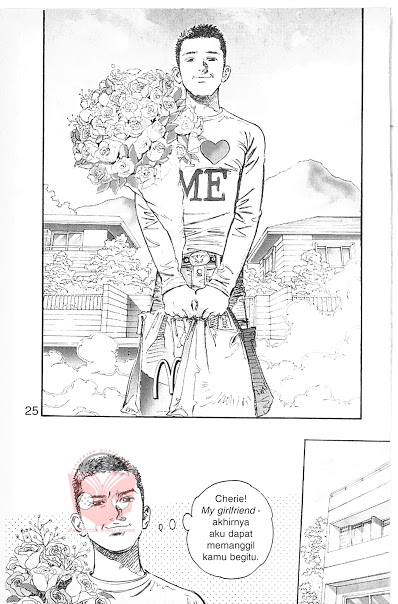 ME
25
Cherie!
My girlfriend -
akhirnya
aku dapat
memanggil
kamu begitu.